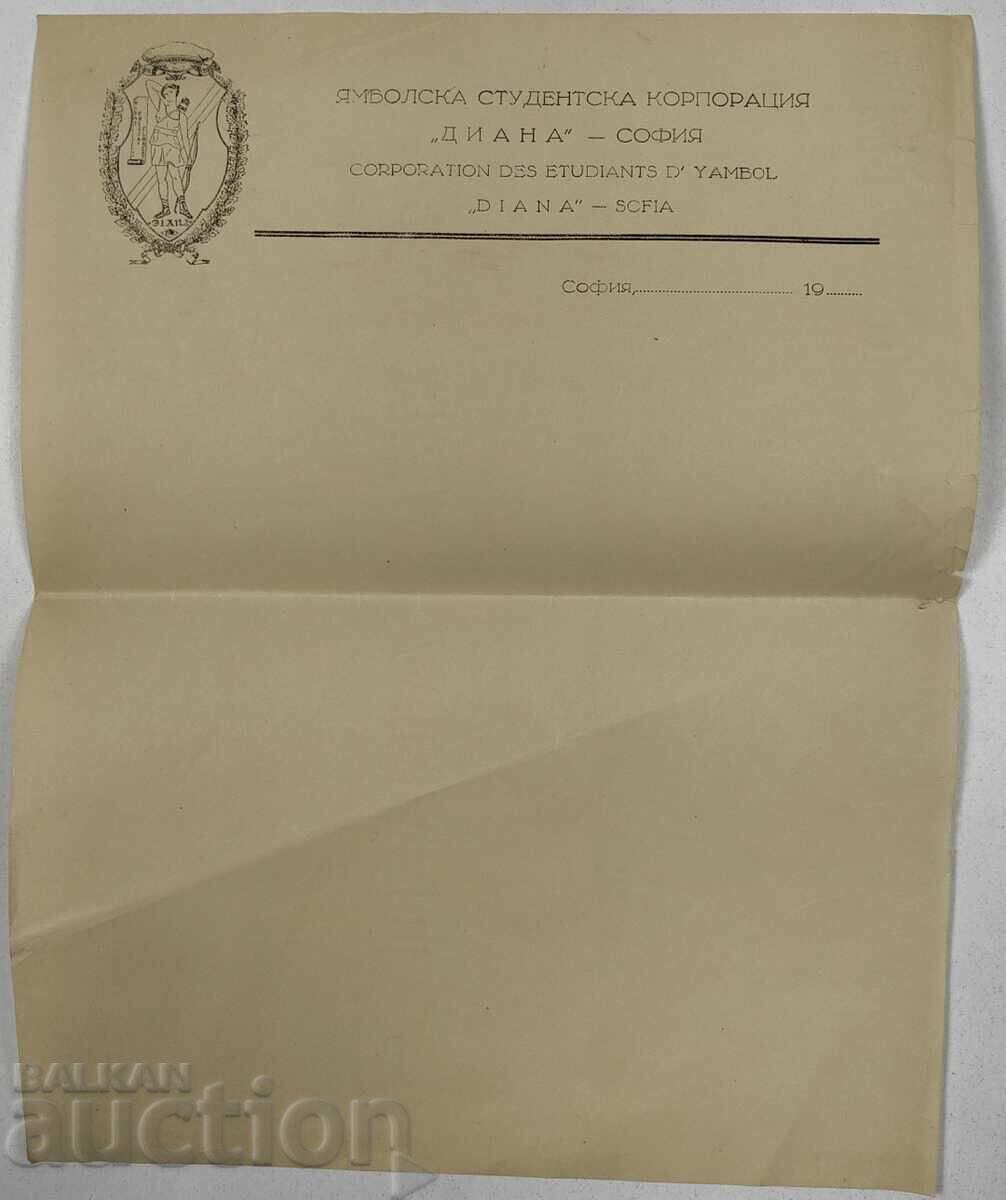 ЯМБОЛСКА СТУДЕНТСКА КОРПОРАЦИЯ
„ДИАНА" — СОФИЯ
CORPORATION DES ETUDIANTS D' YAMBOL
„DIANA" — SOFIA
София,........................................ 19.........
BALKAN
auction